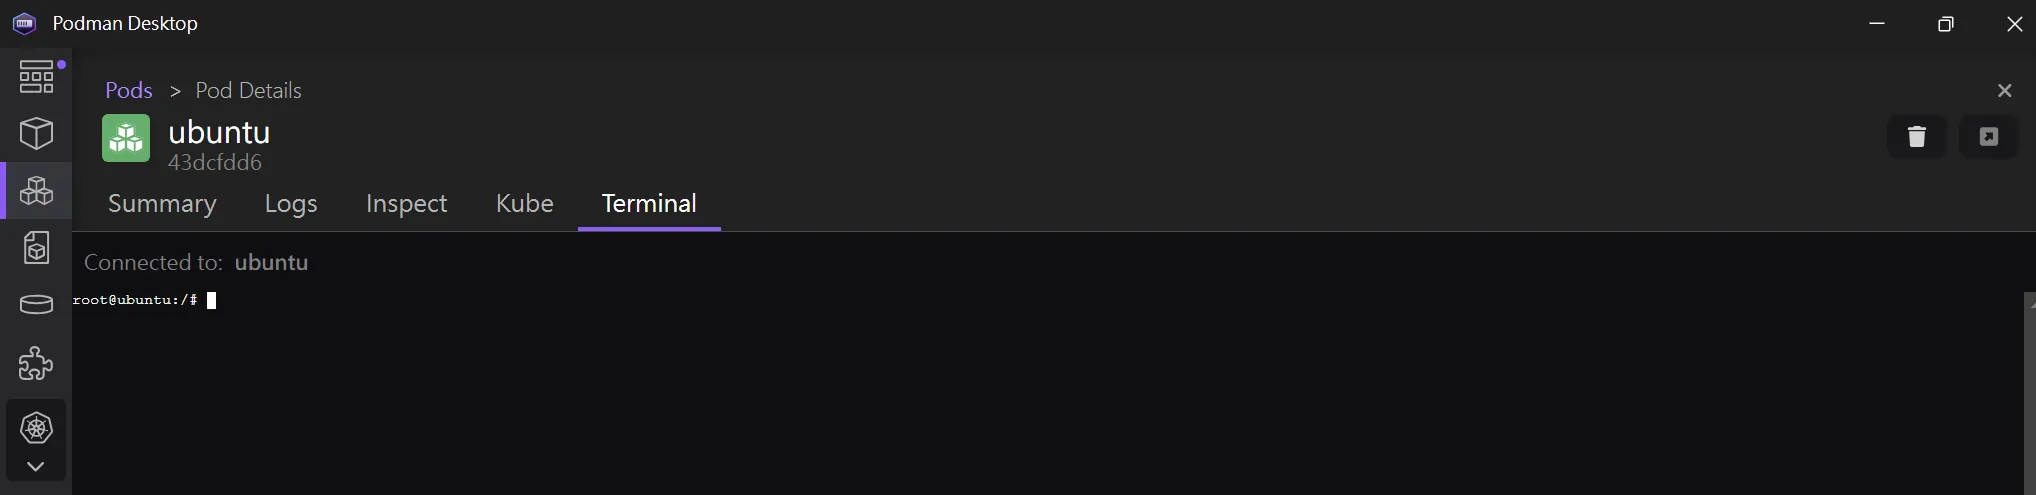 Podman Desktop
Pods > Pod Details
ubuntu
43dcfdd6
Summary Logs Inspect Kube Terminal
Connected to: ubuntu
root@ubuntu:/#